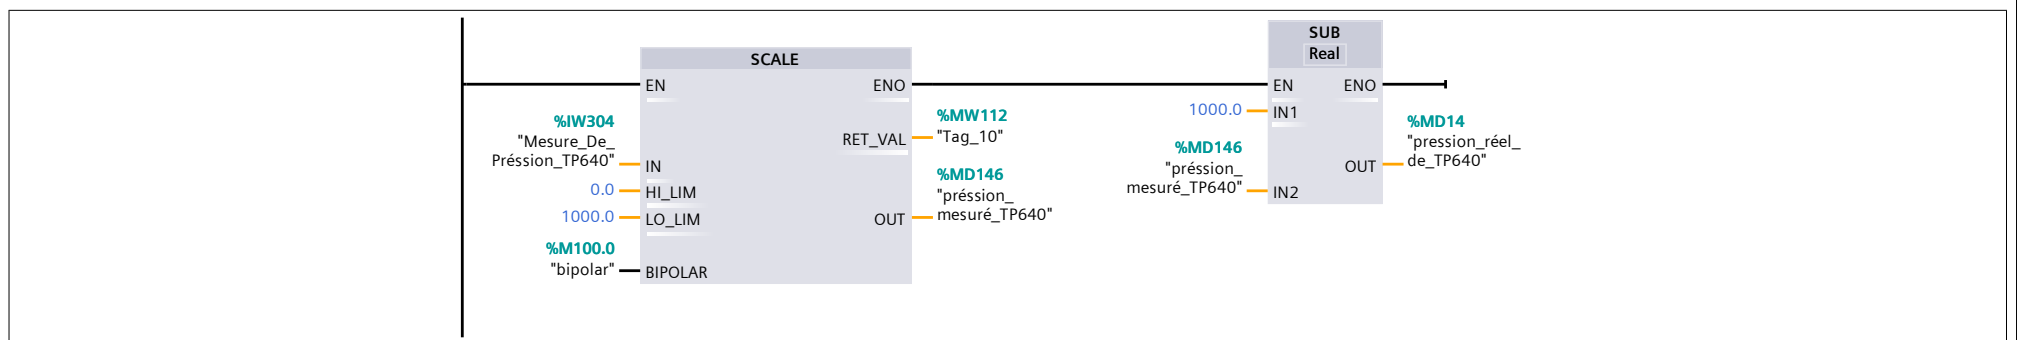 SCALE
EN
ENO
%IW304
"Mesure_De_
Préssion_TP640"
IN
0.0
HI_LIM
1000.0
LO_LIM
%M100.0
"bipolar"
BIPOLAR
RET_VAL
%MW112
"Tag_10"
OUT
%MD146
"préssion_
mesuré_TP640"
SUB
Real
EN
ENO
1000.0
IN1
%MD146
"préssion_
mesuré_TP640"
IN2
OUT
%MD14
"pression_réel_
de_TP640"